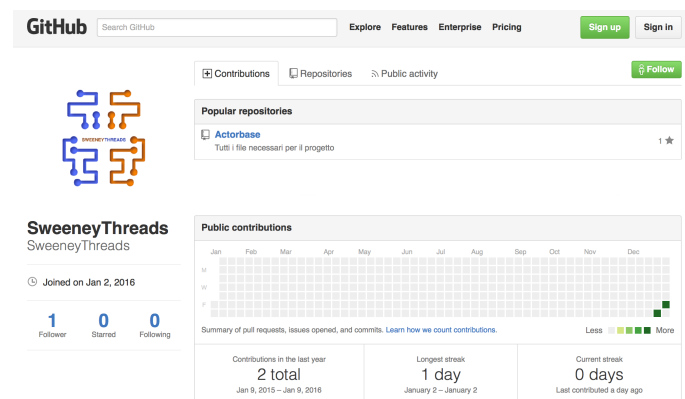 GitHub
Search GitHub
Explore Features Enterprise Pricing
Sign up Sign in
Contributions Repositories Public activity
Follow
Popular repositories
Actorbase
Tutti i file necessari per il progetto
1
SWEENEYTHREADS
SweeneyThreads
SweeneyThreads
Joined on Jan 2, 2016
1 0 0
Follower Starred Following
Public contributions
Jan Feb Mar Apr May Jun Jul Aug Sep Oct Nov Dec
M
W
F
Summary of pull requests, issues opened, and commits. Learn how we count contributions.
Less More
Contributions in the last year
2 total
Jan 9, 2015 – Jan 9, 2016
Longest streak
1 day
January 2 – January 2
Current streak
0 days
Last contributed a day ago